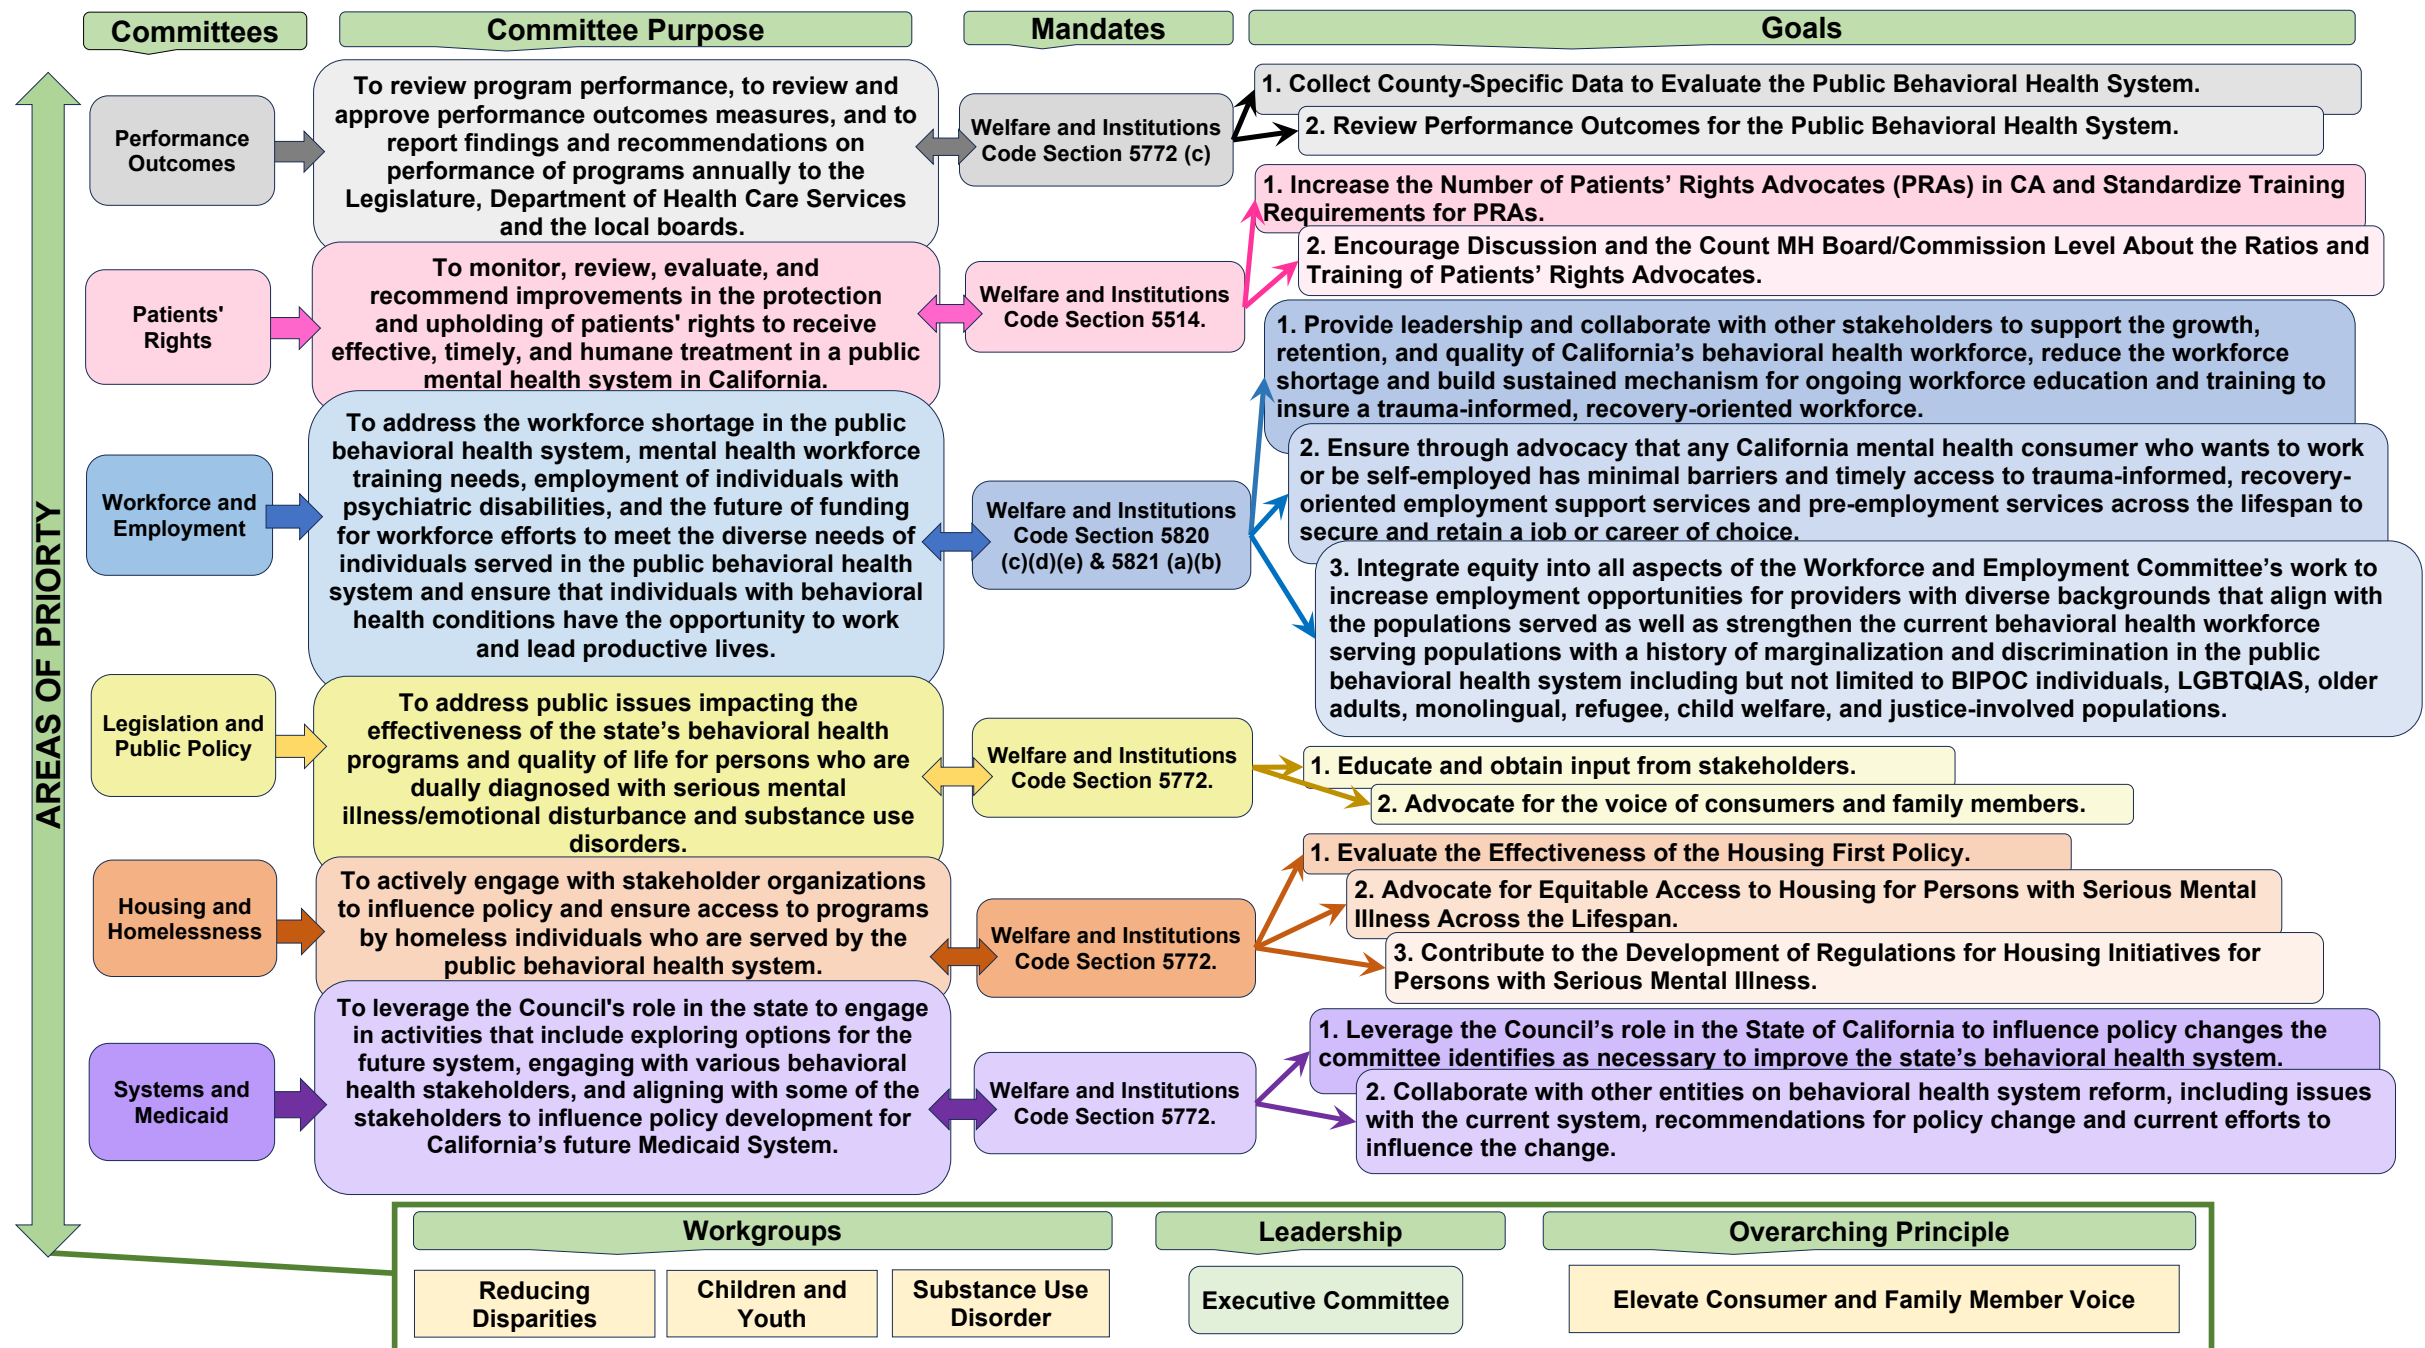 Committees
Committee Purpose
Mandates
Goals
AREAS OF PRIORTY
Performance
Outcomes
To review program performance, to review and
approve performance outcomes measures, and to
report findings and recommendations on
performance of programs annually to the
Legislature, Department of Health Care Services
and the local boards.
Welfare and Institutions
Code Section 5772 (c)
1. Collect County-Specific Data to Evaluate the Public Behavioral Health System.
2. Review Performance Outcomes for the Public Behavioral Health System.
Patients'
Rights
To monitor, review, evaluate, and
recommend improvements in the protection
and upholding of patients' rights to receive
effective, timely, and humane treatment in a public
mental health system in California.
Welfare and Institutions
Code Section 5514.
1. Increase the Number of Patients’ Rights Advocates (PRAs) in CA and Standardize Training
Requirements for PRAs.
2. Encourage Discussion and the Count MH Board/Commission Level About the Ratios and
Training of Patients’ Rights Advocates.
Workforce and
Employment
To address the workforce shortage in the public
behavioral health system, mental health workforce
training needs, employment of individuals with
psychiatric disabilities, and the future of funding
for workforce efforts to meet the diverse needs of
individuals served in the public behavioral health
system and ensure that individuals with behavioral
health conditions have the opportunity to work
and lead productive lives.
Welfare and Institutions
Code Section 5820
(c)(d)(e) & 5821 (a)(b)
1. Provide leadership and collaborate with other stakeholders to support the growth,
retention, and quality of California’s behavioral health workforce, reduce the workforce
shortage and build sustained mechanism for ongoing workforce education and training to
insure a trauma-informed, recovery-oriented workforce.
2. Ensure through advocacy that any California mental health consumer who wants to work
or be self-employed has minimal barriers and timely access to trauma-informed, recovery-
oriented employment support services and pre-employment services across the lifespan to
secure and retain a job or career of choice.
3. Integrate equity into all aspects of the Workforce and Employment Committee’s work to
increase employment opportunities for providers with diverse backgrounds that align with
the populations served as well as strengthen the current behavioral health workforce
serving populations with a history of marginalization and discrimination in the public
behavioral health system including but not limited to BIPOC individuals, LGBTQIAS, older
adults, monolingual, refugee, child welfare, and justice-involved populations.
Legislation and
Public Policy
To address public issues impacting the
effectiveness of the state’s behavioral health
programs and quality of life for persons who are
dually diagnosed with serious mental
illness/emotional disturbance and substance use
disorders.
Welfare and Institutions
Code Section 5772.
1. Educate and obtain input from stakeholders.
2. Advocate for the voice of consumers and family members.
Housing and
Homelessness
To actively engage with stakeholder organizations
to influence policy and ensure access to programs
by homeless individuals who are served by the
public behavioral health system.
Welfare and Institutions
Code Section 5772.
1. Evaluate the Effectiveness of the Housing First Policy.
2. Advocate for Equitable Access to Housing for Persons with Serious Mental
Illness Across the Lifespan.
3. Contribute to the Development of Regulations for Housing Initiatives for
Persons with Serious Mental Illness.
Systems and
Medicaid
To leverage the Council's role in the state to engage
in activities that include exploring options for the
future system, engaging with various behavioral
health stakeholders, and aligning with some of the
stakeholders to influence policy development for
California’s future Medicaid System.
Welfare and Institutions
Code Section 5772.
1. Leverage the Council’s role in the State of California to influence policy changes the
committee identifies as necessary to improve the state’s behavioral health system.
2. Collaborate with other entities on behavioral health system reform, including issues
with the current system, recommendations for policy change and current efforts to
influence the change.
Workgroups
Leadership
Overarching Principle
Reducing
Disparities
Children and
Youth
Substance Use
Disorder
Executive Committee
Elevate Consumer and Family Member Voice